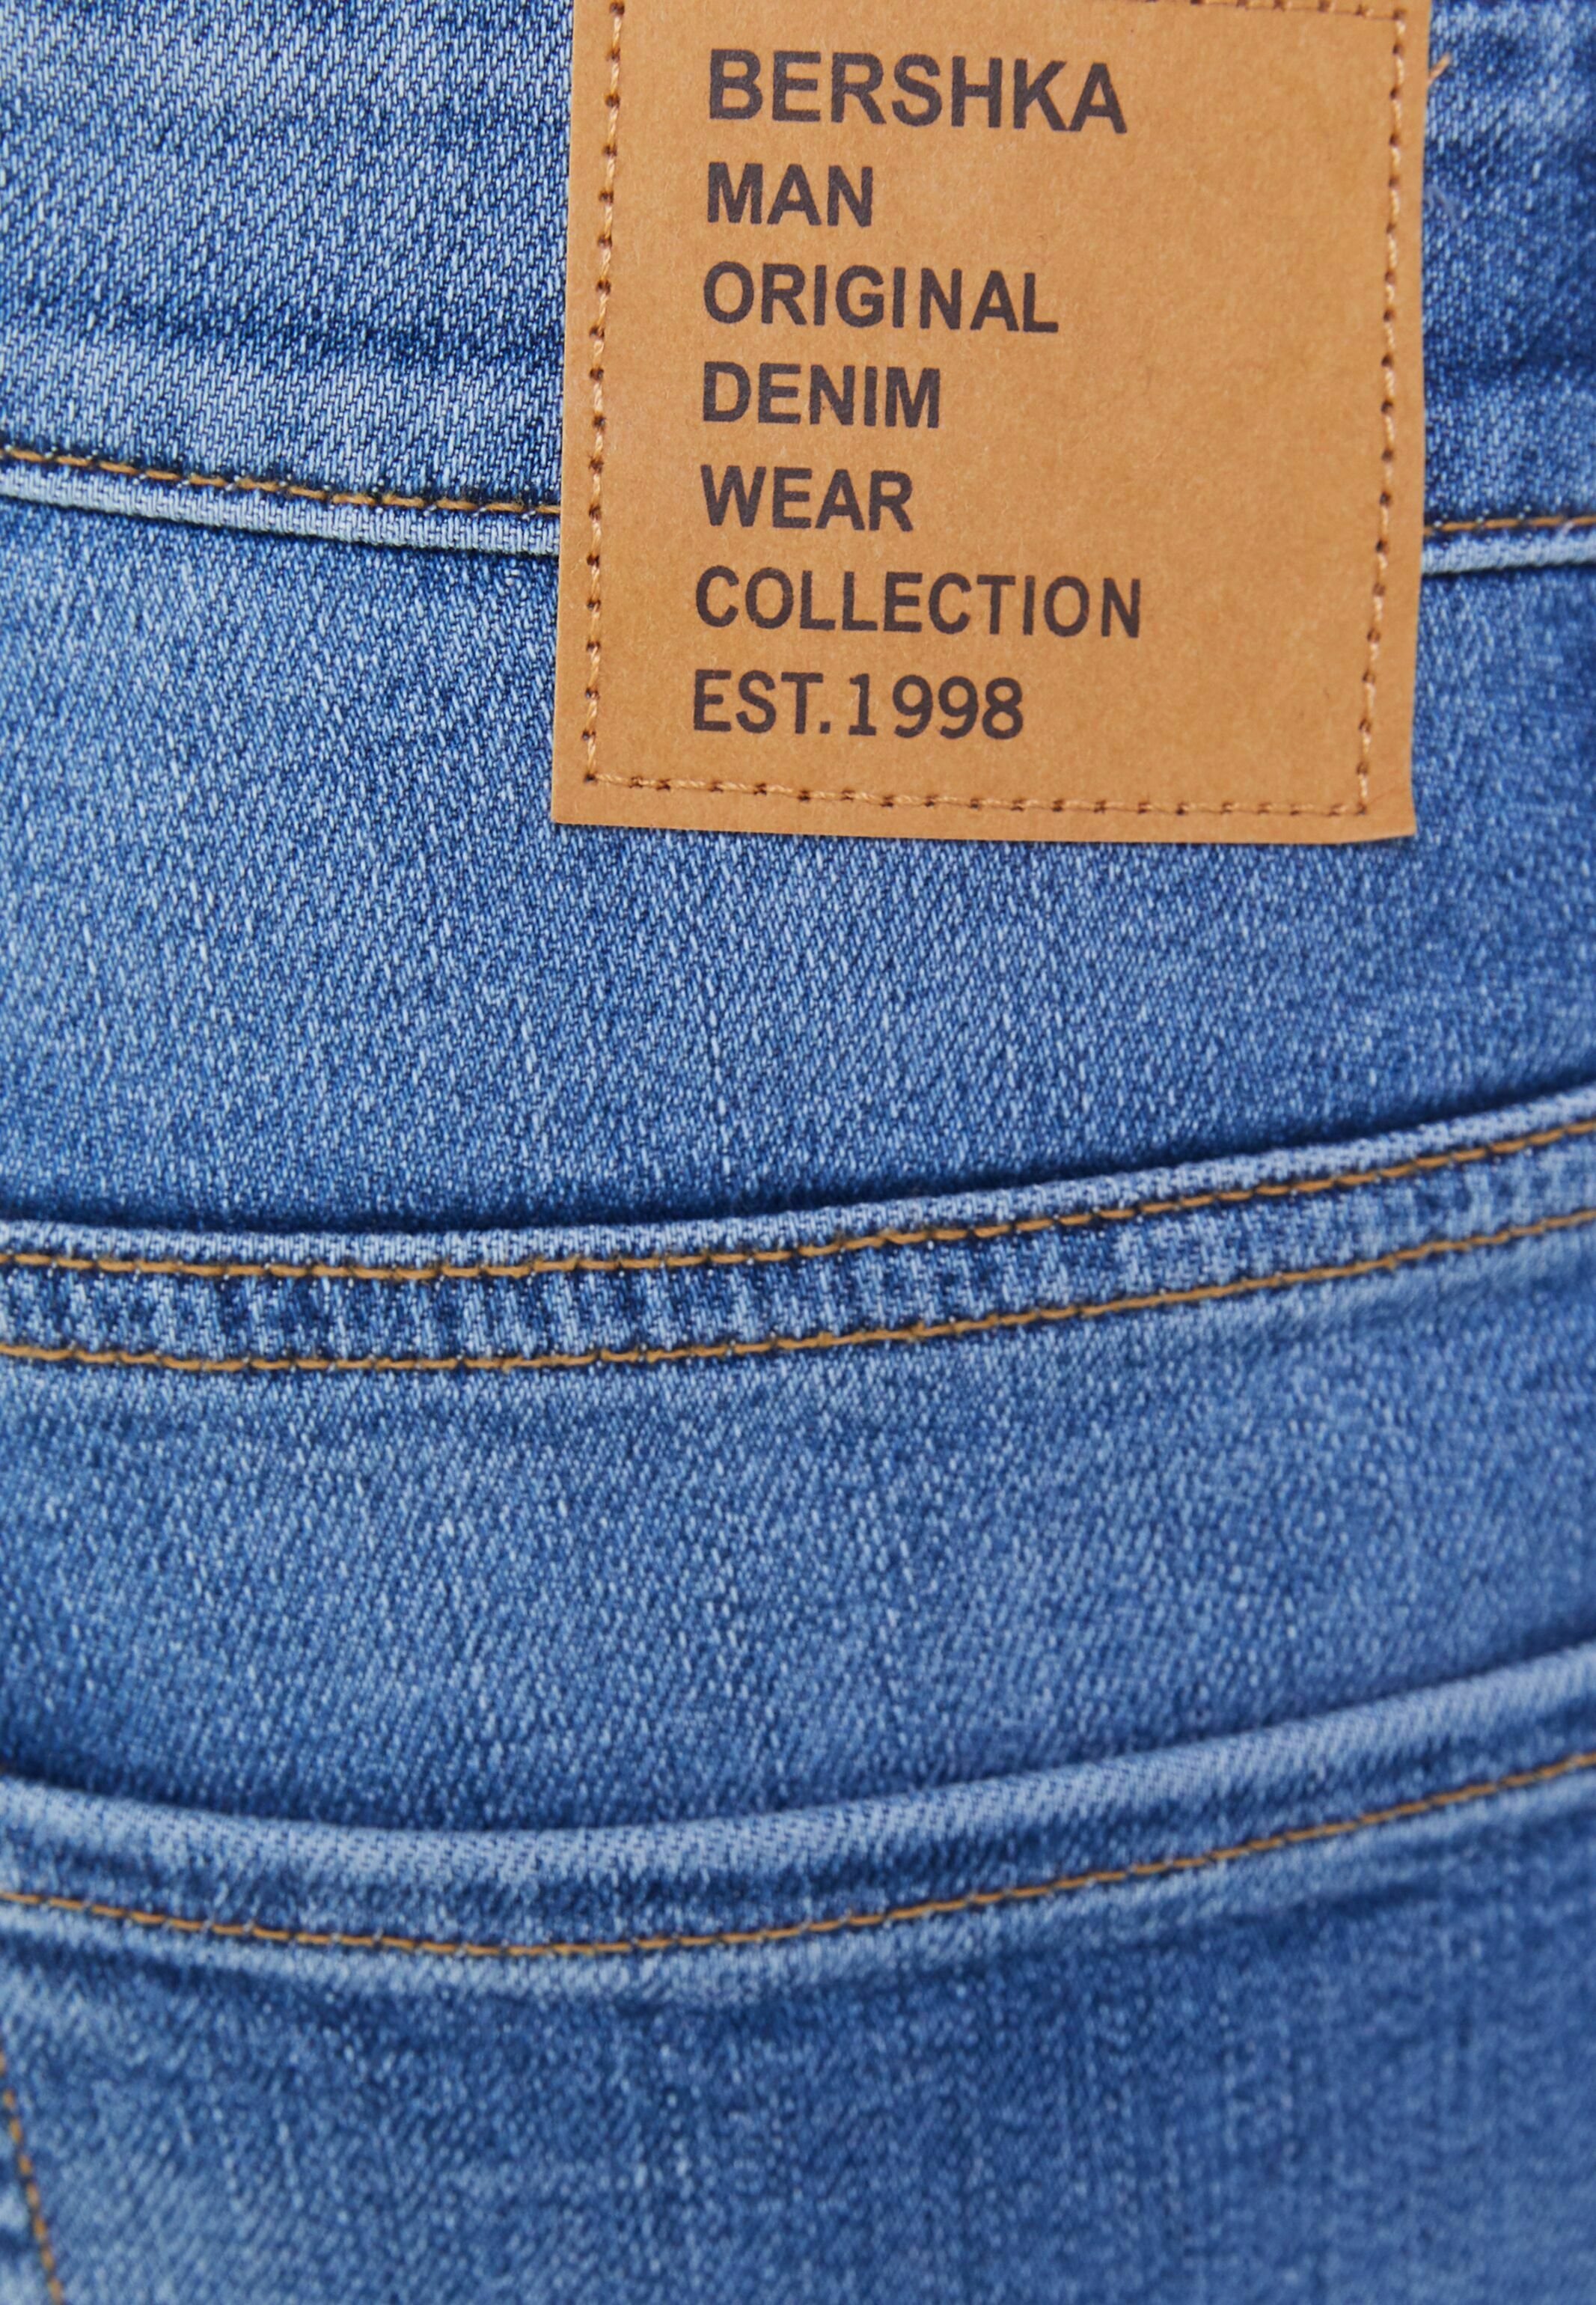 BERSHKA
MAN
ORIGINAL
DENIM
WEAR
COLLECTION
EST.1998